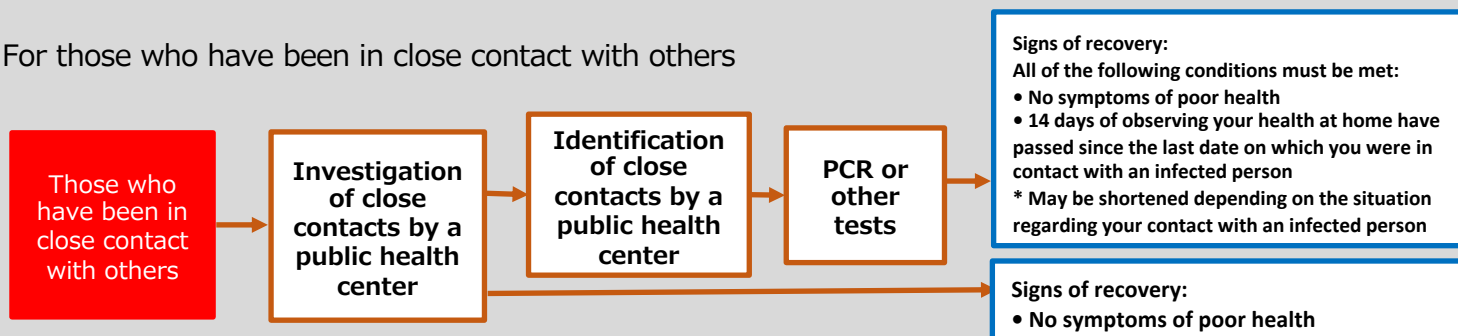 For those who have been in close contact with others
Those who
have been in
close contact
with others
Investigation
of close
contacts by a
public health
center
Identification
of close
contacts by a
public health
center
PCR or
other
tests
Signs of recovery:
All of the following conditions must be met:
• No symptoms of poor health
• 14 days of observing your health at home have
passed since the last date on which you were in
contact with an infected person
* May be shortened depending on the situation
regarding your contact with an infected person
Signs of recovery:
• No symptoms of poor health